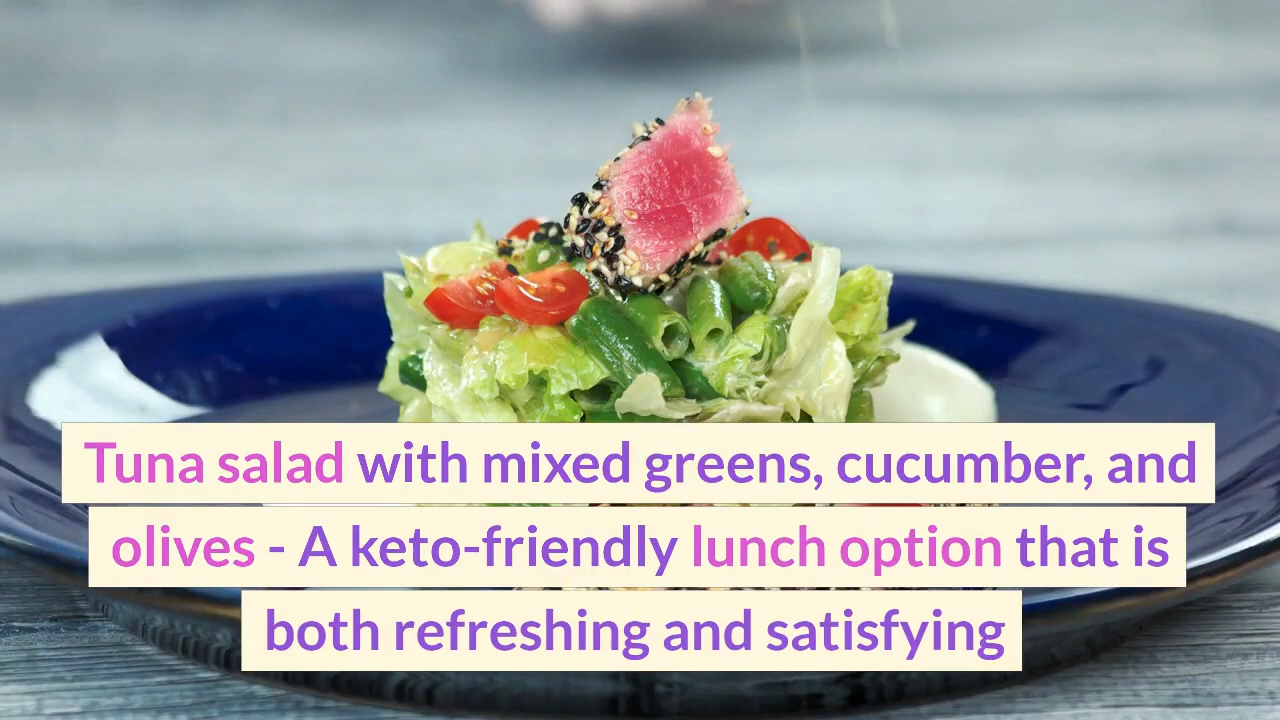 Tuna salad with mixed greens, cucumber, and
olives - A keto-friendly lunch option that is
both refreshing and satisfying